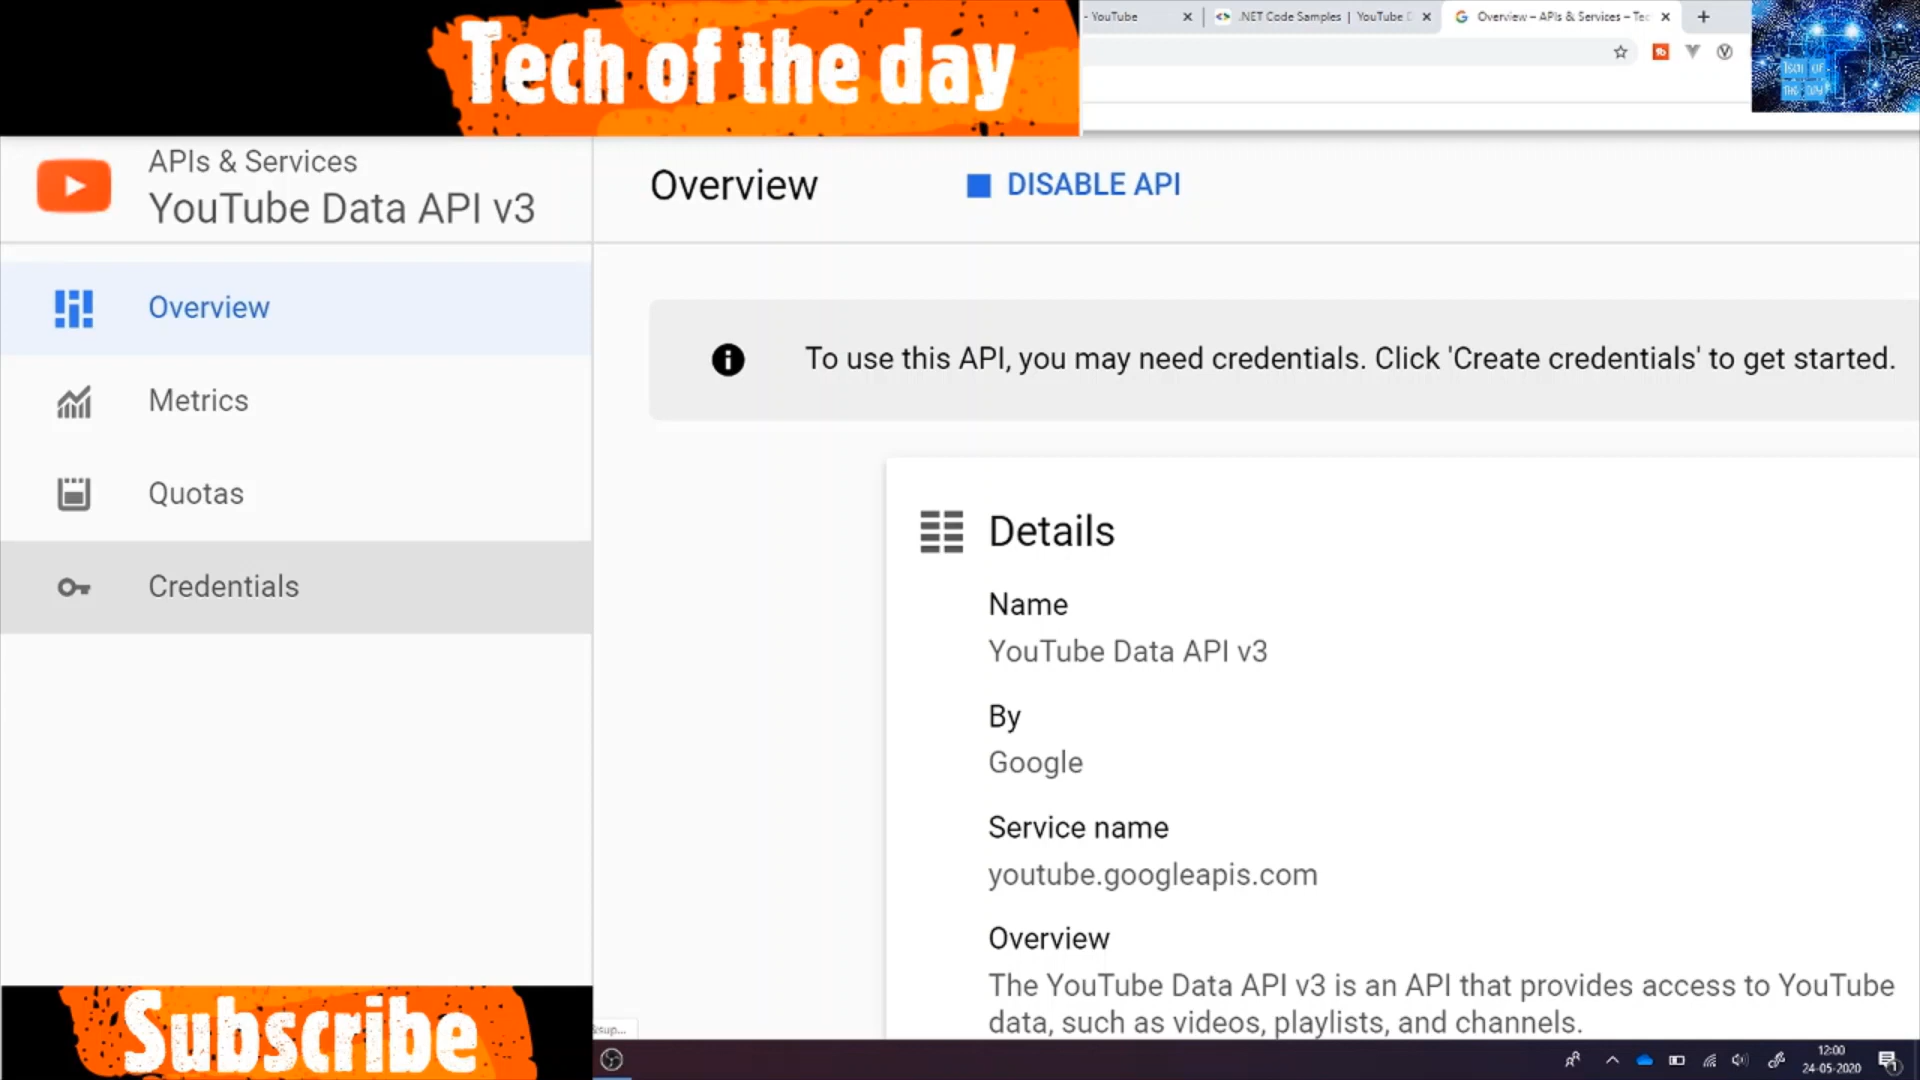 Tech of the day
- YouTube
.NET Code Samples | YouTube D
Overview – APIs & Services – Tec
APIs & Services
YouTube Data API v3
Overview
DISABLE API
Overview
Metrics
Quotas
Credentials
To use this API, you may need credentials. Click 'Create credentials' to get started.
Details
Name
YouTube Data API v3
By
Google
Service name
youtube.googleapis.com
Overview
The YouTube Data API v3 is an API that provides access to YouTube
data, such as videos, playlists, and channels.
Subscribe
&sup...
12:00
24-05-2020